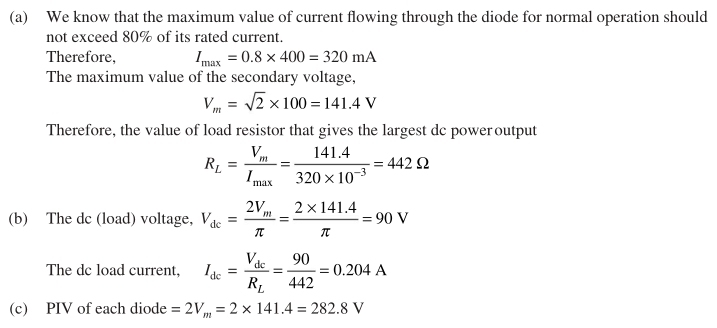 (a) We know that the maximum value of current flowing through the diode for normal operation should
not exceed 80% of its rated current.
Therefore, I_max = 0.8 × 400 = 320 mA
The maximum value of the secondary voltage,
V_m = √2 × 100 = 141.4 V
Therefore, the value of load resistor that gives the largest dc power output
R_L = V_m / I_max = 141.4 / 320 × 10⁻³ = 442 Ω
(b) The dc (load) voltage, V_dc = 2V_m / π = 2 × 141.4 / π = 90 V
The dc load current, I_dc = V_dc / R_L = 90 / 442 = 0.204 A
(c) PIV of each diode = 2V_m = 2 × 141.4 = 282.8 V